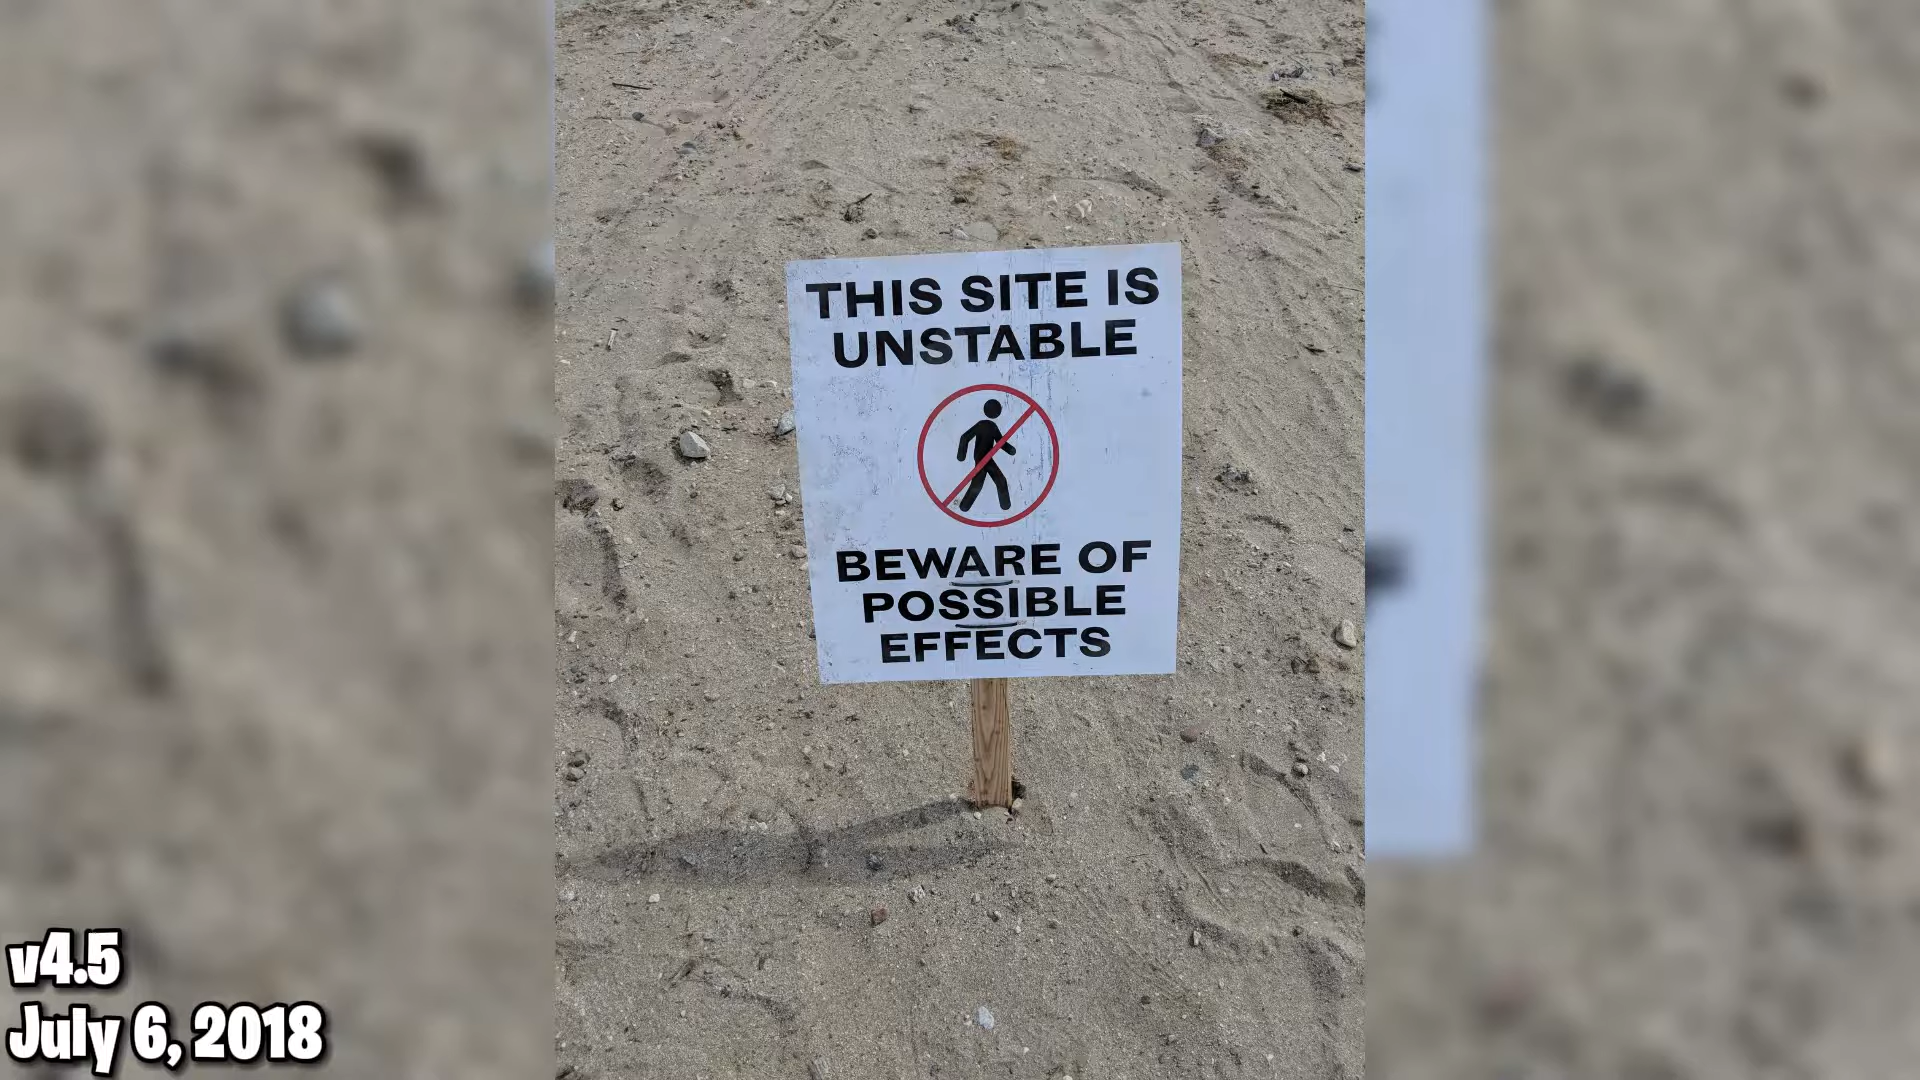 THIS SITE IS
UNSTABLE
BEWARE OF
POSSIBLE
EFFECTS
v4.5
July 6, 2018